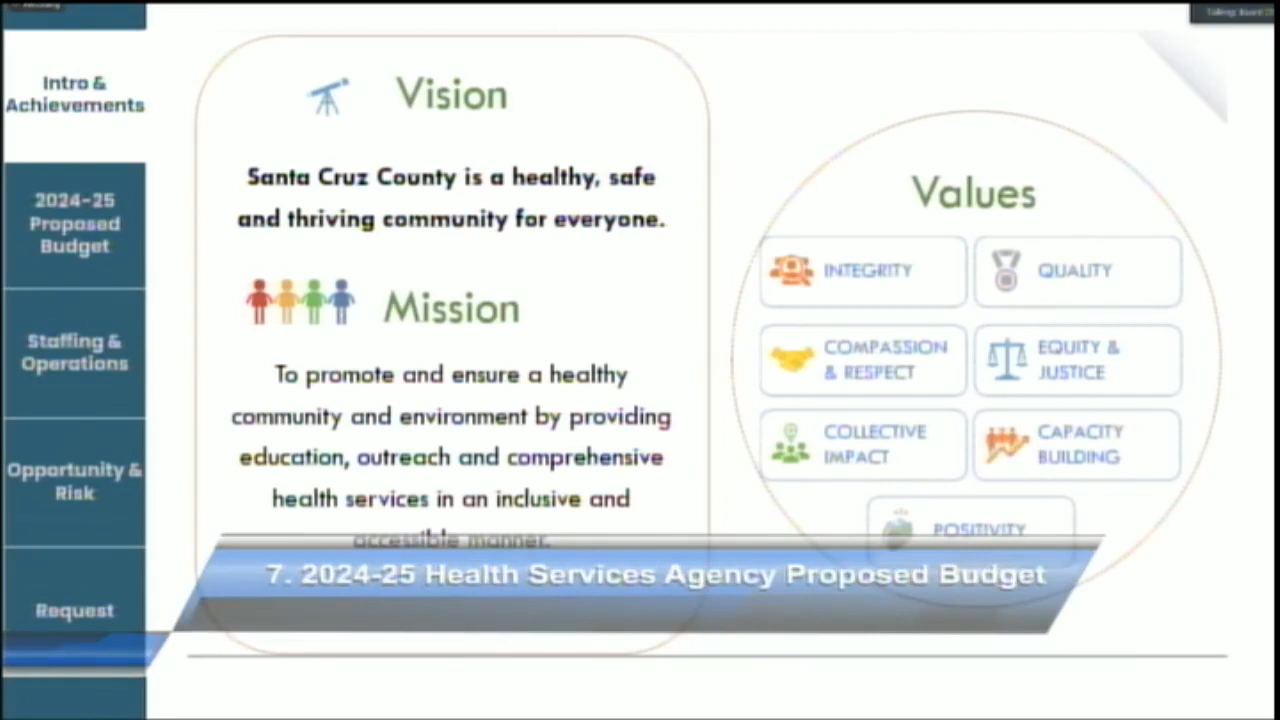 Intro &
Achievements
2024-25
Proposed
Budget
Staffing &
Operations
Opportunity &
Risk
Request
Vision
Santa Cruz County is a healthy, safe
and thriving community for everyone.
Mission
To promote and ensure a healthy
community and environment by providing
education, outreach and comprehensive
health services in an inclusive and
accessible manner.
Values
INTEGRITY
QUALITY
COMPASSION
& RESPECT
EQUITY &
JUSTICE
COLLECTIVE
IMPACT
CAPACITY
BUILDING
POSITIVITY
7. 2024-25 Health Services Agency Proposed Budget